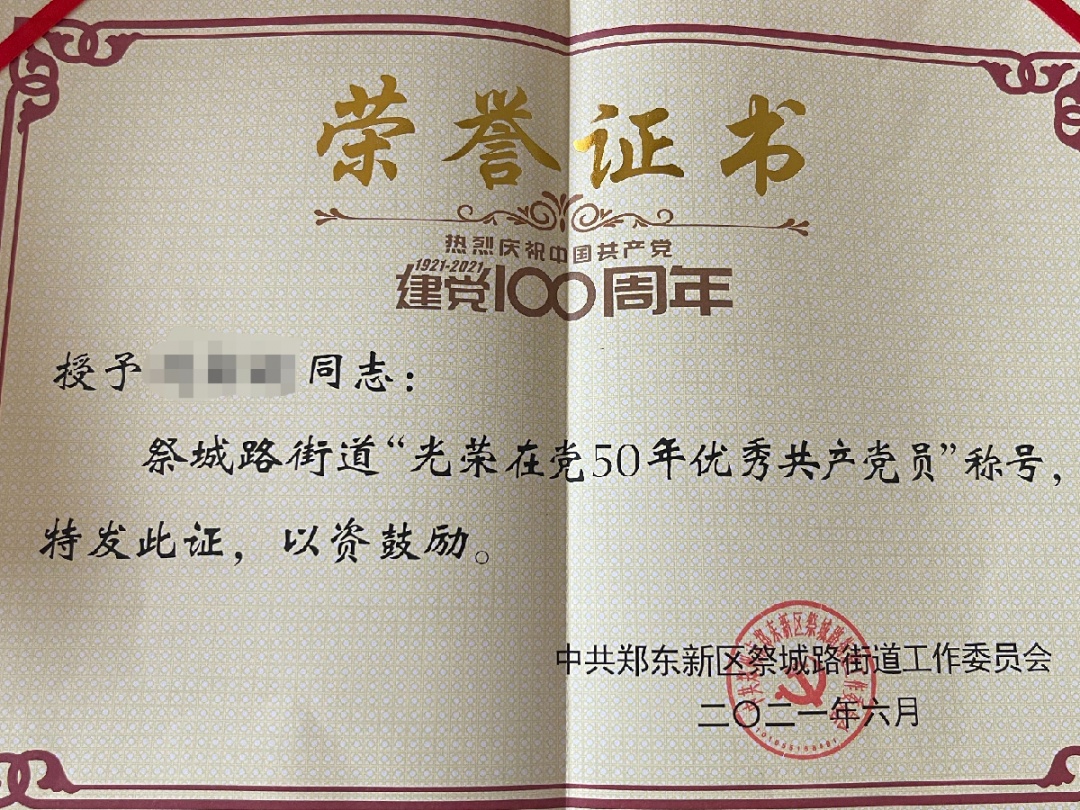 荣誉证书
热烈庆祝中国共产党
1921-2021
建党100周年
授予 同志：
祭城路街道“光荣在党50年优秀共产党员”称号，
特发此证，以资鼓励。
中共郑东新区祭城路街道工作委员会
二〇二一年六月